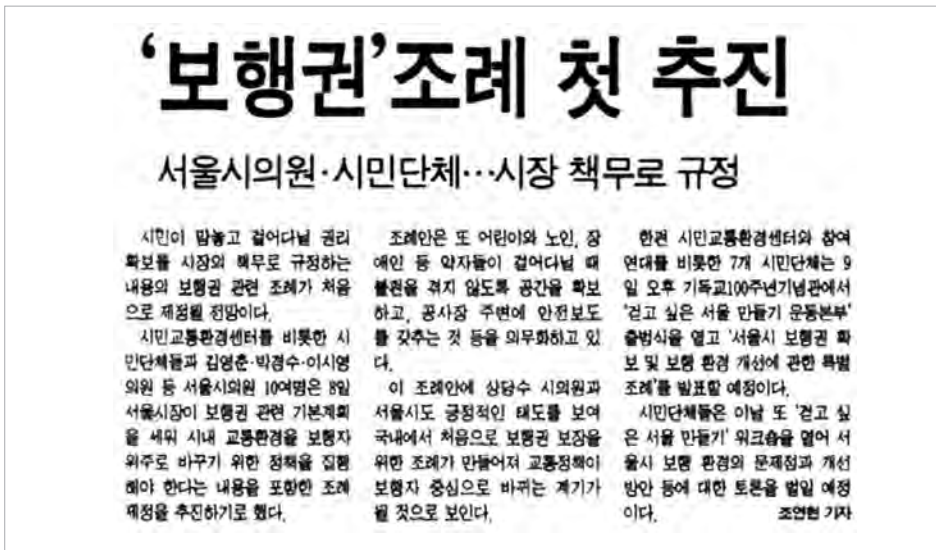 ‘보행권’조례 첫 추진
서울시의원·시민단체…시장 책무로 규정
시민이 맘놓고 걸어다닐 권리
확보를 시장의 책무로 규정하는
내용의 보행권 관련 조례가 처음
으로 제정될 전망이다.
시민교통환경센터를 비롯한 시
민단체들과 김영춘·박경수·이시영
의원 등 서울시의원 10여명은 8일
서울시장이 보행권 관련 기본계획
을 세워 시내 교통환경을 보행자
위주로 바꾸기 위한 정책을 집행
해야 한다는 내용을 포함한 조례
제정을 추진하기로 했다.
조례안은 또 어린이와 노인, 장
애인 등 약자들이 걸어다닐 때
불편을 겪지 않도록 공간을 확보
하고, 공사장 주변에 안전보도
를 갖추는 것 등을 의무화하고 있
다.
이 조례안에 상당수 시의원과
서울시도 긍정적인 태도를 보여
국내에서 처음으로 보행권 보장을
위한 조례가 만들어져 교통정책이
보행자 중심으로 바뀌는 계기가
될 것으로 보인다.
한편 시민교통환경센터와 참여
연대를 비롯한 7개 시민단체는 9
일 오후 기독교100주년기념관에서
‘걷고 싶은 서울 만들기 운동본부’
출범식을 열고 ‘서울시 보행권 확
보 및 보행 환경 개선에 관한 특별
조례’를 발표할 예정이다.
시민단체들은 이날 또 ‘걷고 싶
은 서울 만들기’ 워크숍을 열어 서
울시 보행 환경의 문제점과 개선
방안 등에 대한 토론을 벌일 예정
이다. 조연현 기자